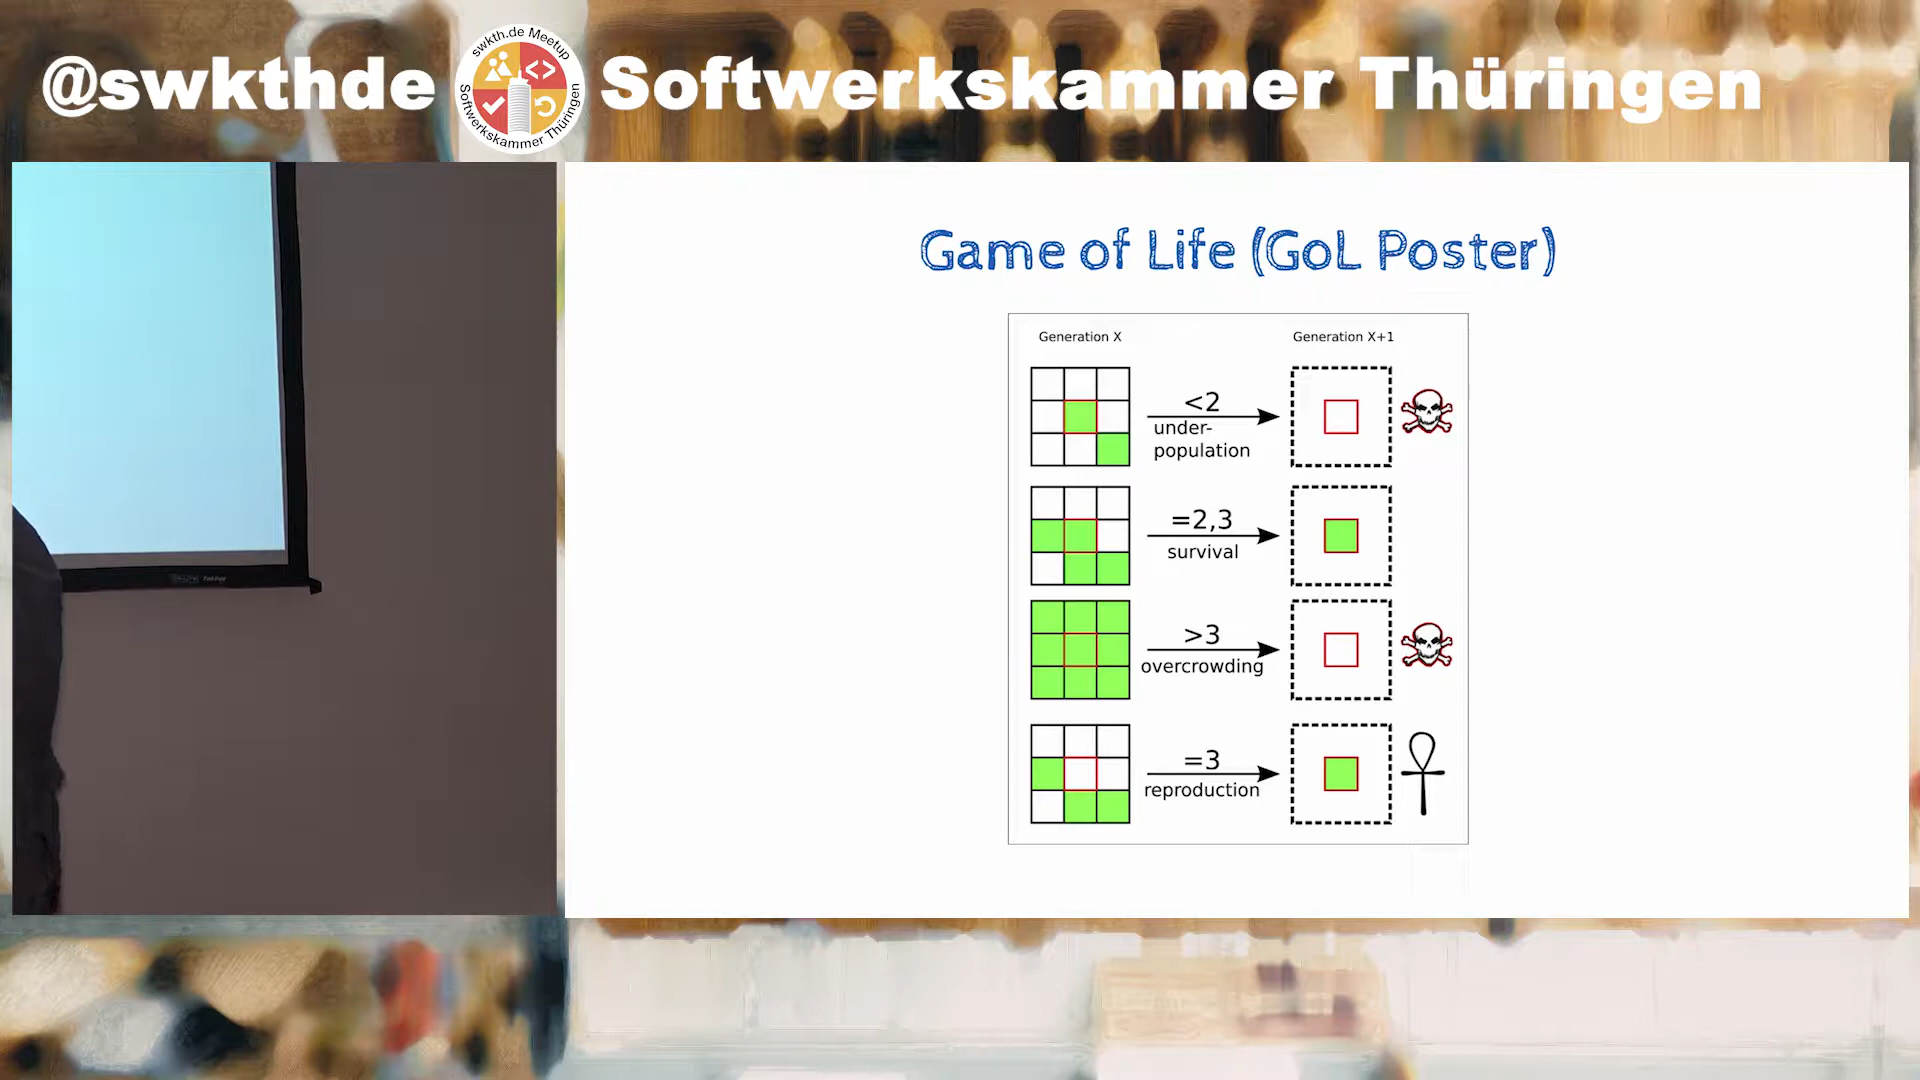 @swkthde
swkth.de Meetup
Softwerkskammer Thüringen
Softwerkskammer Thüringen
Game of Life (GoL Poster)
Generation X
Generation X+1
<2
under-
population
=2,3
survival
>3
overcrowding
=3
reproduction